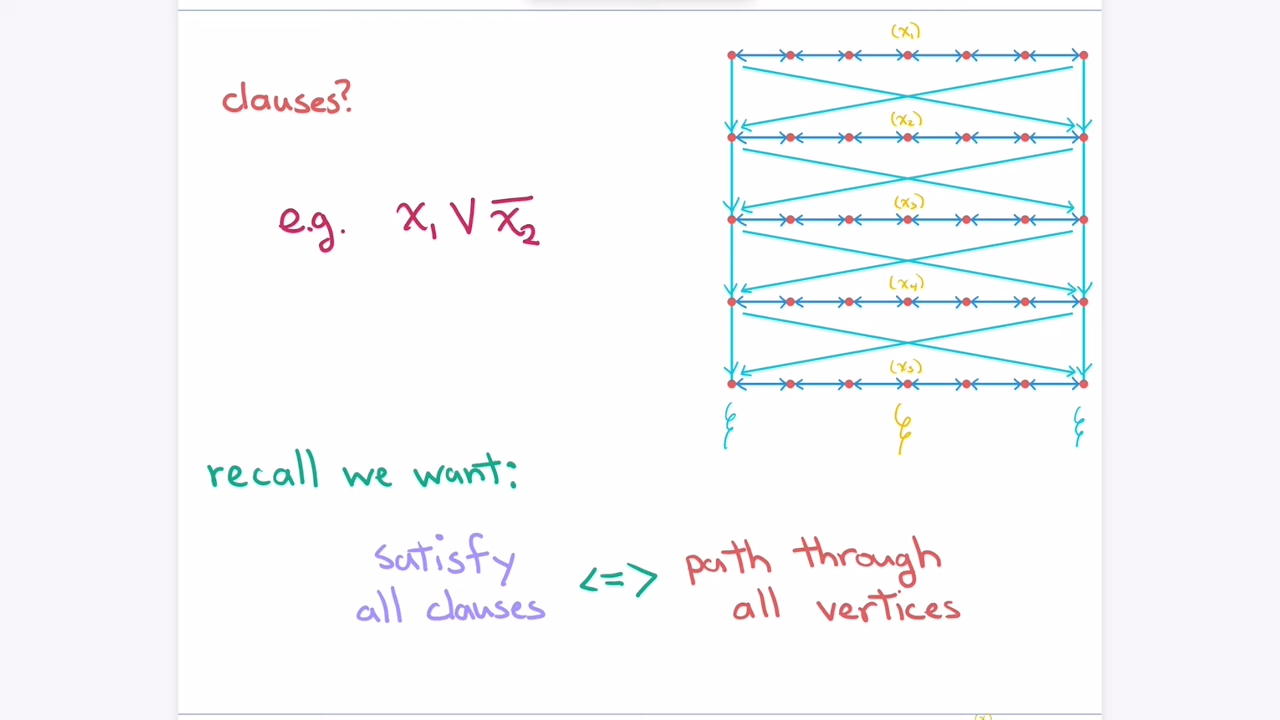 clauses?
e.g. x₁ ∨ x̅₂
(x₁)
(x₂)
(x₃)
(x₄)
(x₅)
recall we want:
satisfy
all clauses
<=>
path through
all vertices
(x)